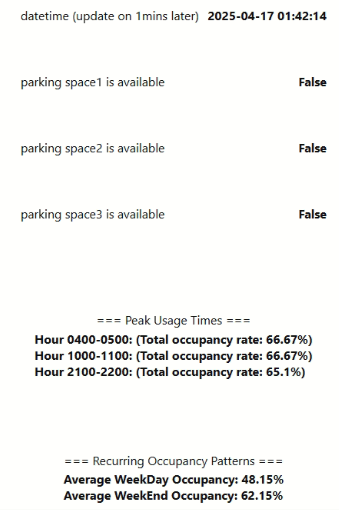 datetime (update on 1mins later) 2025-04-17 01:42:14
parking space1 is available False
parking space2 is available False
parking space3 is available False
=== Peak Usage Times ===
Hour 0400-0500: (Total occupancy rate: 66.67%)
Hour 1000-1100: (Total occupancy rate: 66.67%)
Hour 2100-2200: (Total occupancy rate: 65.1%)
=== Recurring Occupancy Patterns ===
Average WeekDay Occupancy: 48.15%
Average WeekEnd Occupancy: 62.15%